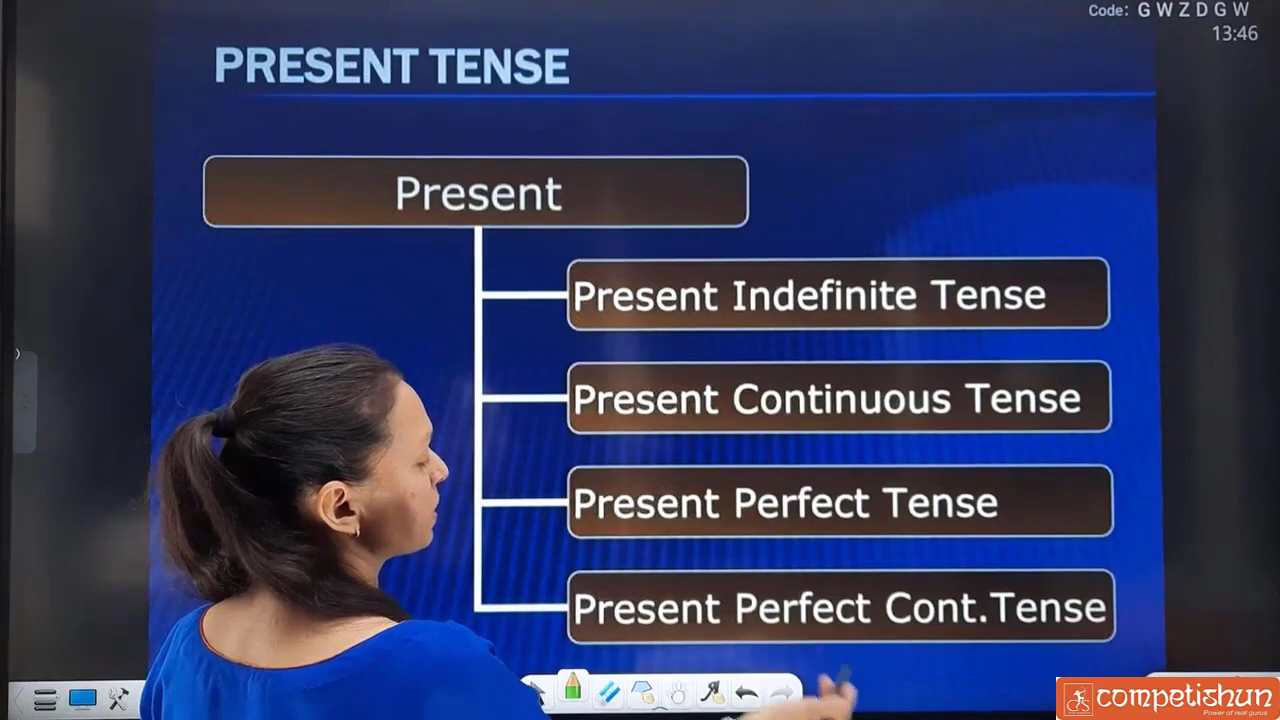 Code: G W Z D G W
13:46
PRESENT TENSE
Present
Present Indefinite Tense
Present Continuous Tense
Present Perfect Tense
Present Perfect Cont.Tense
competishun
Power of real gurus